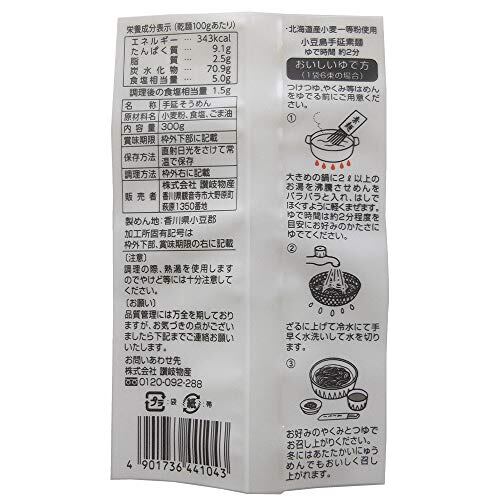 栄養成分表示(乾麺100gあたり)
エネルギー 343kcal
たんぱく質 9.1g
脂質 2.5g
炭水化物 70.9g
食塩相当量 5.0g
調理後の食塩相当量 1.5g
名称 手延そうめん
原材料名 小麦粉、食塩、ごま油
内容量 300g
賞味期限 枠外下部に記載
保存方法 直射日光をさけて常
温で保存
調理方法 枠外右に記載
販売者 株式会社 讃岐物産
香川県観音寺市大野原町
萩原1350番地
製めん地:香川県小豆郡
加工所固有記号は
枠外下部、賞味期限の右に記載
〔注意〕
調理の際、熱湯を使用します
のでやけど等には十分注意して
ください。
〔お願い〕
品質管理には万全を期しており
ますが、お気づきの点がござい
ましたら下記までご連絡お願い
いたします。
お問いあわせ先
株式会社 讃岐物産
0120-092-288
プラ
:袋
紙
:帯
4 901736 441043
・北海道産小麦一等粉使用
小豆島手延素麺
ゆで時間 約2分
おいしいゆで方
(1袋6束の場合)
つけつゆ、やくみ等はめんを
ゆでる前にご用意ください。
①
素麺
大きめの鍋に2ℓ以上の
お湯を沸騰させめんを
パラパラと入れ、はしで
ほぐすように軽くまぜます。
ゆで時間は約2分程度を
目安にお好みのかたさに
ゆでてください。
②
ざるに上げて冷水にて手
早く水洗いして水を切り
ます。
③
お好みのやくみとつゆで
お召し上がりください。
冬にはあたたかいにゅう
めんでもおいしく召し
上がれます。